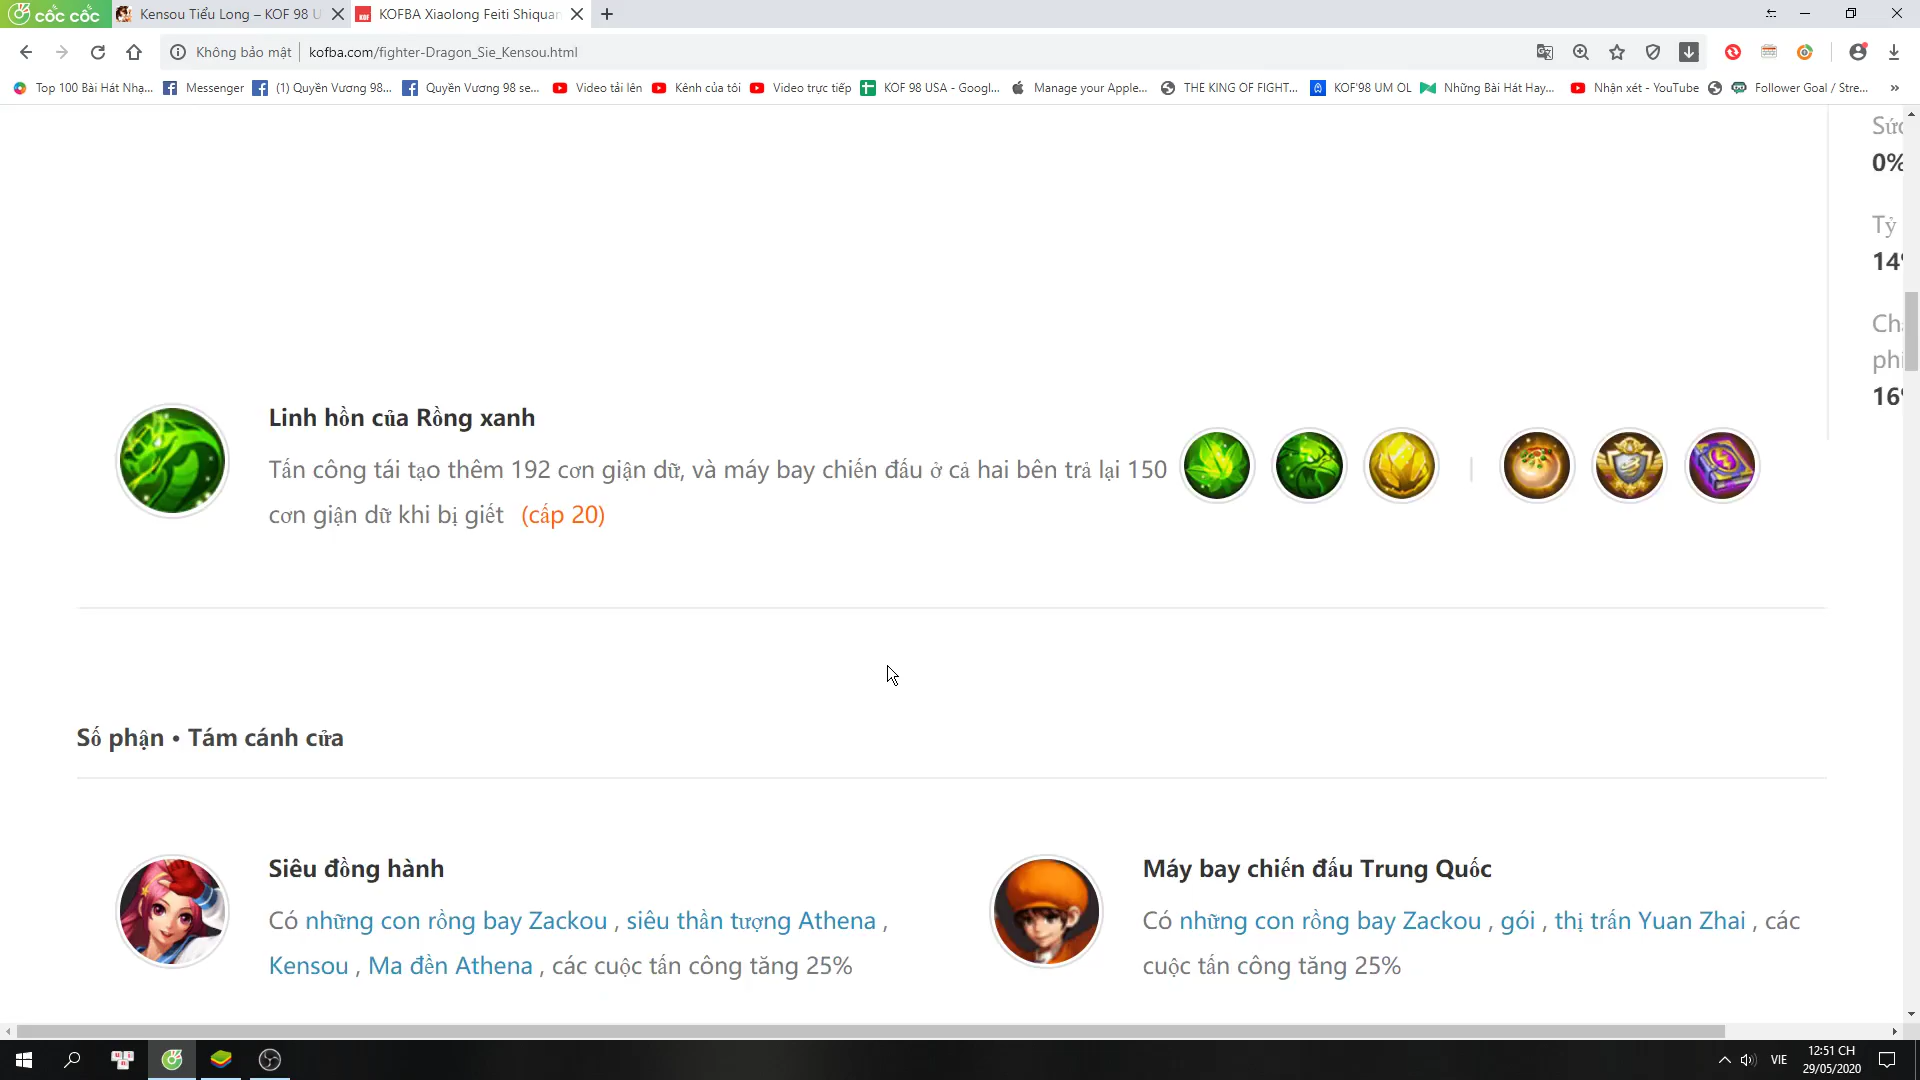 cốc cốc
Kensou Tiểu Long – KOF 98 U
KOF
KOFBA Xiaolong Feiti Shiquan
Không bảo mật
kofba.com/fighter-Dragon_Sie_Kensou.html
Top 100 Bài Hát Nhạ...
Messenger
(1) Quyền Vương 98...
Quyền Vương 98 se...
Video tải lên
Kênh của tôi
Video trực tiếp
KOF 98 USA - Googl...
Manage your Apple...
THE KING OF FIGHT...
KOF'98 UM OL
Những Bài Hát Hay...
Nhận xét - YouTube
Follower Goal / Stre...
»
Sức
0%
Tỷ
14%
phí
16%
Linh hồn của Rồng xanh
Tấn công tái tạo thêm 192 cơn giận dữ, và máy bay chiến đấu ở cả hai bên trả lại 150
cơn giận dữ khi bị giết (cấp 20)
Số phận • Tám cánh cửa
Siêu đồng hành
Có những con rồng bay Zackou , siêu thần tượng Athena ,
Kensou , Ma đền Athena , các cuộc tấn công tăng 25%
Máy bay chiến đấu Trung Quốc
Có những con rồng bay Zackou , gói , thị trấn Yuan Zhai , các
cuộc tấn công tăng 25%
VIE
12:51 CH
29/05/2020